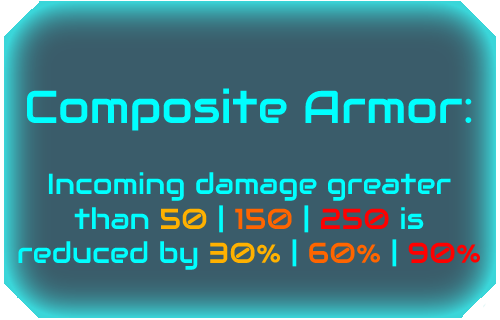 Composite Armor:
Incoming damage greater
than 50 | 150 | 250 is
reduced by 30% | 60% | 90%